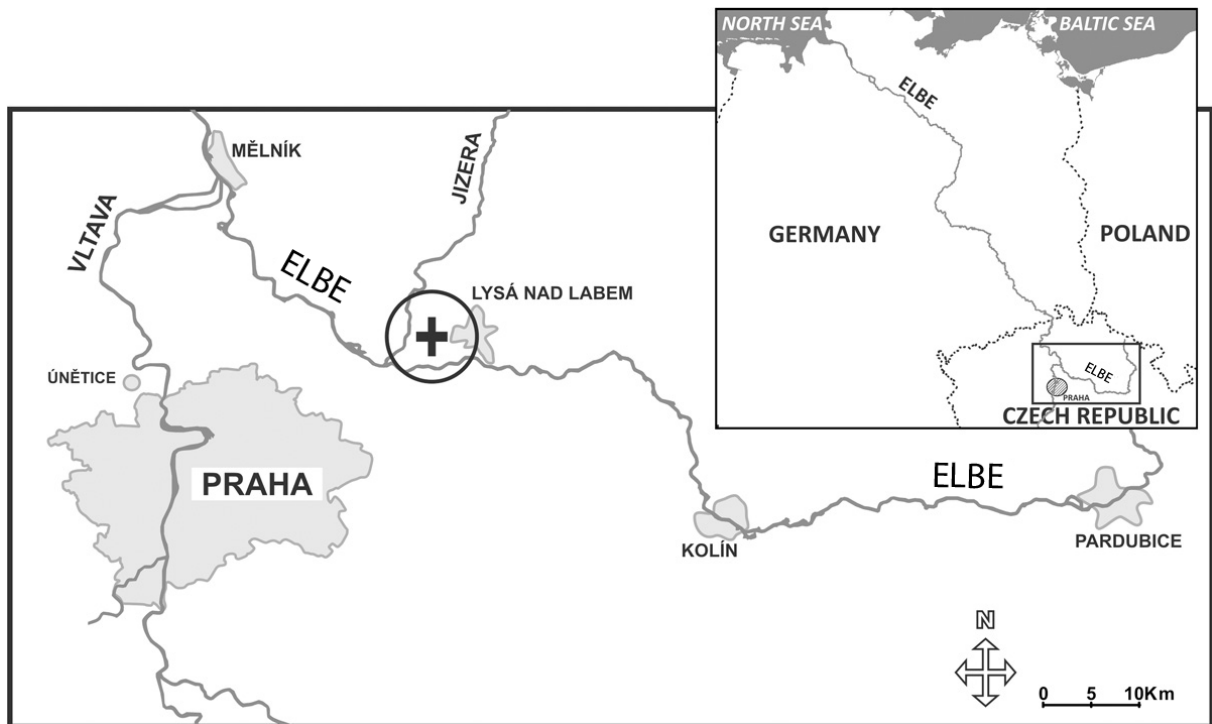 NORTH SEA
BALTIC SEA
ELBE
GERMANY
POLAND
ELBE
PRAHA
CZECH REPUBLIC
MĚLNÍK
JIZERA
VLTAVA
ELBE
LYSÁ NAD LABEM
ÚNĚTICE
PRAHA
ELBE
KOLÍN
PARDUBICE
N
0 5 10Km